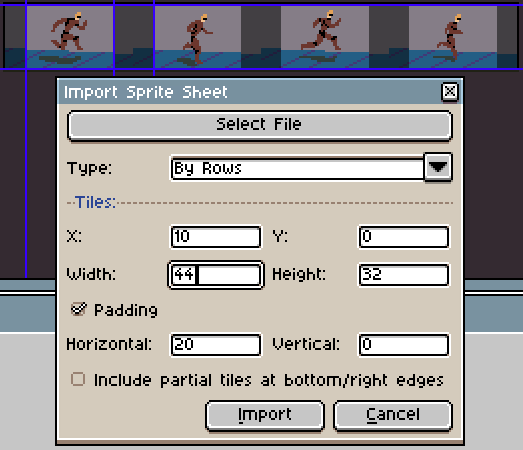 Import Sprite Sheet
Select File
Type: By Rows
Tiles:
X: 10 Y: 0
Width: 44 Height: 32
Padding
Horizontal: 20 Vertical: 0
Include partial tiles at bottom/right edges
Import Cancel